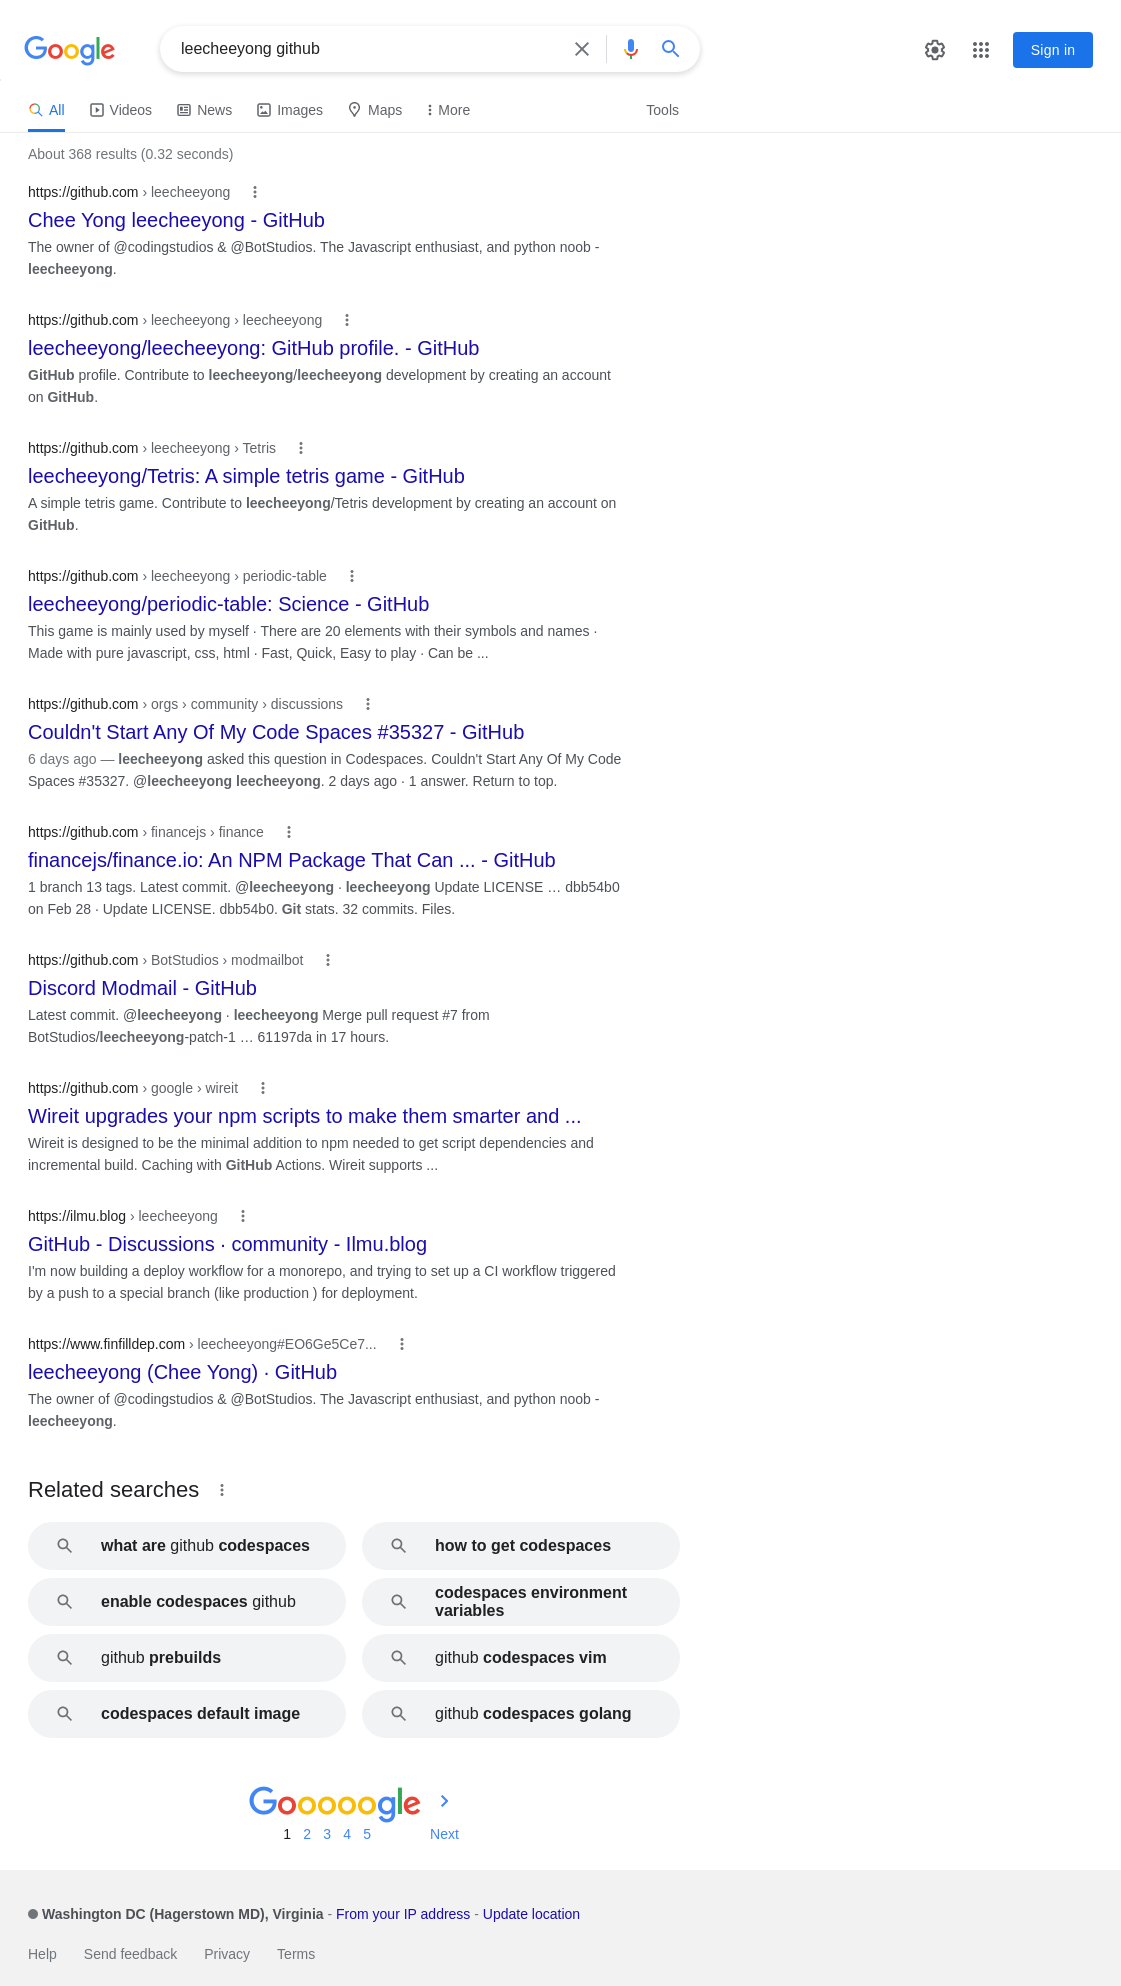 Google
leecheeyong github
Sign in
All
Videos
News
Images
Maps
More
Tools
About 368 results (0.32 seconds)
https://github.com › leecheeyong
Chee Yong leecheeyong - GitHub
The owner of @codingstudios & @BotStudios. The Javascript enthusiast, and python noob -
leecheeyong.
https://github.com › leecheeyong › leecheeyong
leecheeyong/leecheeyong: GitHub profile. - GitHub
GitHub profile. Contribute to leecheeyong/leecheeyong development by creating an account
on GitHub.
https://github.com › leecheeyong › Tetris
leecheeyong/Tetris: A simple tetris game - GitHub
A simple tetris game. Contribute to leecheeyong/Tetris development by creating an account on
GitHub.
https://github.com › leecheeyong › periodic-table
leecheeyong/periodic-table: Science - GitHub
This game is mainly used by myself · There are 20 elements with their symbols and names ·
Made with pure javascript, css, html · Fast, Quick, Easy to play · Can be ...
https://github.com › orgs › community › discussions
Couldn't Start Any Of My Code Spaces #35327 - GitHub
6 days ago — leecheeyong asked this question in Codespaces. Couldn't Start Any Of My Code
Spaces #35327. @leecheeyong leecheeyong. 2 days ago · 1 answer. Return to top.
https://github.com › financejs › finance
financejs/finance.io: An NPM Package That Can ... - GitHub
1 branch 13 tags. Latest commit. @leecheeyong · leecheeyong Update LICENSE … dbb54b0
on Feb 28 · Update LICENSE. dbb54b0. Git stats. 32 commits. Files.
https://github.com › BotStudios › modmailbot
Discord Modmail - GitHub
Latest commit. @leecheeyong · leecheeyong Merge pull request #7 from
BotStudios/leecheeyong-patch-1 … 61197da in 17 hours.
https://github.com › google › wireit
Wireit upgrades your npm scripts to make them smarter and ...
Wireit is designed to be the minimal addition to npm needed to get script dependencies and
incremental build. Caching with GitHub Actions. Wireit supports ...
https://ilmu.blog › leecheeyong
GitHub - Discussions · community - Ilmu.blog
I'm now building a deploy workflow for a monorepo, and trying to set up a CI workflow triggered
by a push to a special branch (like production ) for deployment.
https://www.finfilldep.com › leecheeyong#EO6Ge5Ce7...
leecheeyong (Chee Yong) · GitHub
The owner of @codingstudios & @BotStudios. The Javascript enthusiast, and python noob -
leecheeyong.
Related searches
what are github codespaces
how to get codespaces
enable codespaces github
codespaces environment
variables
github prebuilds
github codespaces vim
codespaces default image
github codespaces golang
Gooooogle
1 2 3 4 5 Next
Washington DC (Hagerstown MD), Virginia - From your IP address - Update location
Help Send feedback Privacy Terms